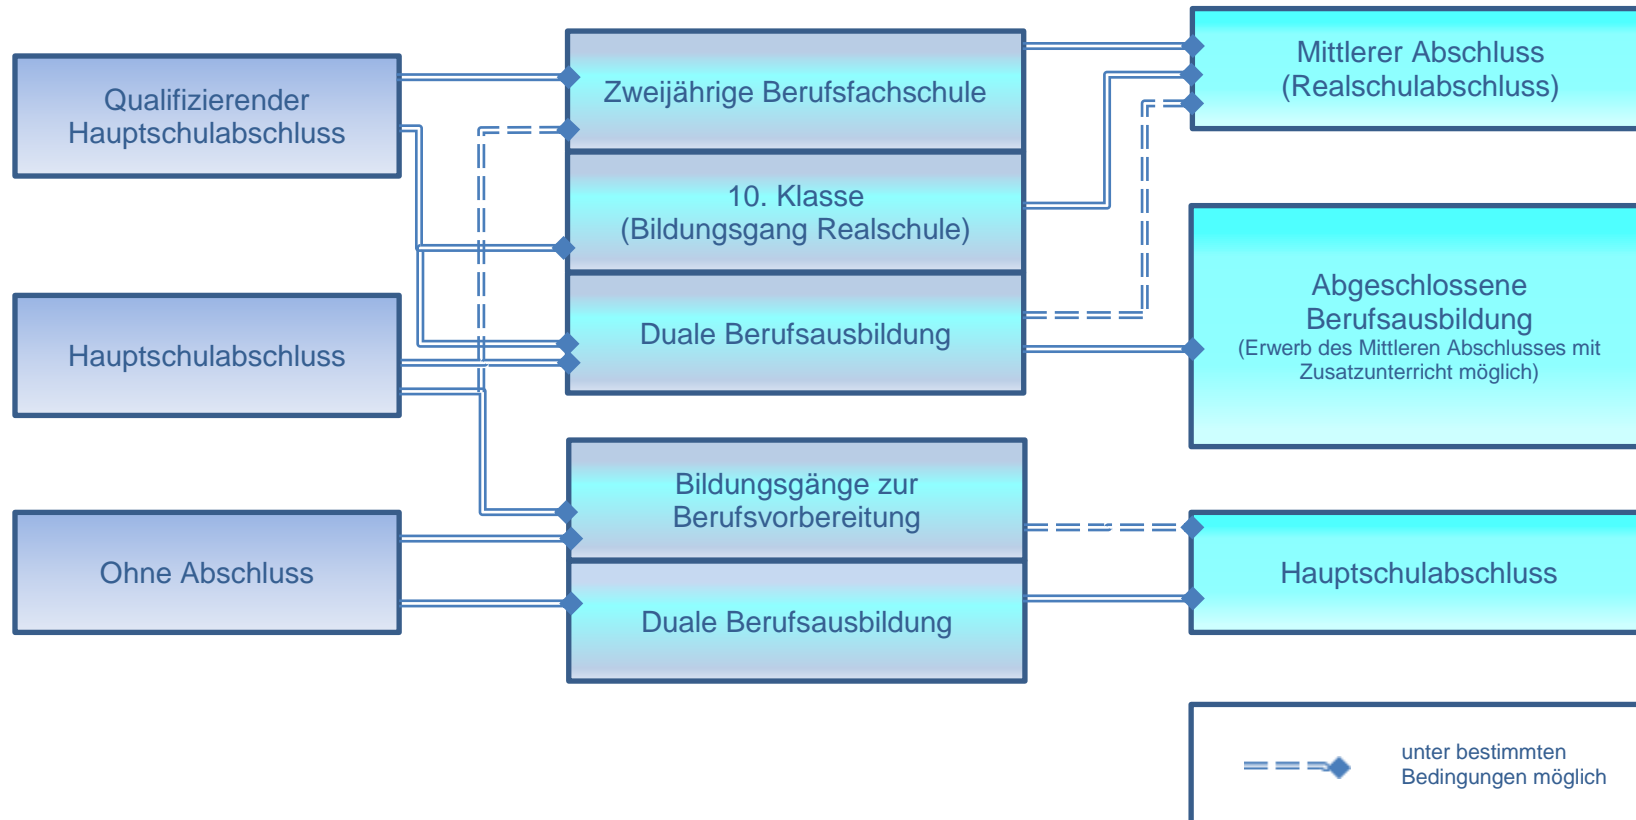 Qualifizierender
Hauptschulabschluss
Hauptschulabschluss
Ohne Abschluss
Zweijährige Berufsfachschule
10. Klasse
(Bildungsgang Realschule)
Duale Berufsausbildung
Bildungsgänge zur
Berufsvorbereitung
Duale Berufsausbildung
Mittlerer Abschluss
(Realschulabschluss)
Abgeschlossene
Berufsausbildung
(Erwerb des Mittleren Abschlusses mit
Zusatzunterricht möglich)
Hauptschulabschluss
unter bestimmten
Bedingungen möglich